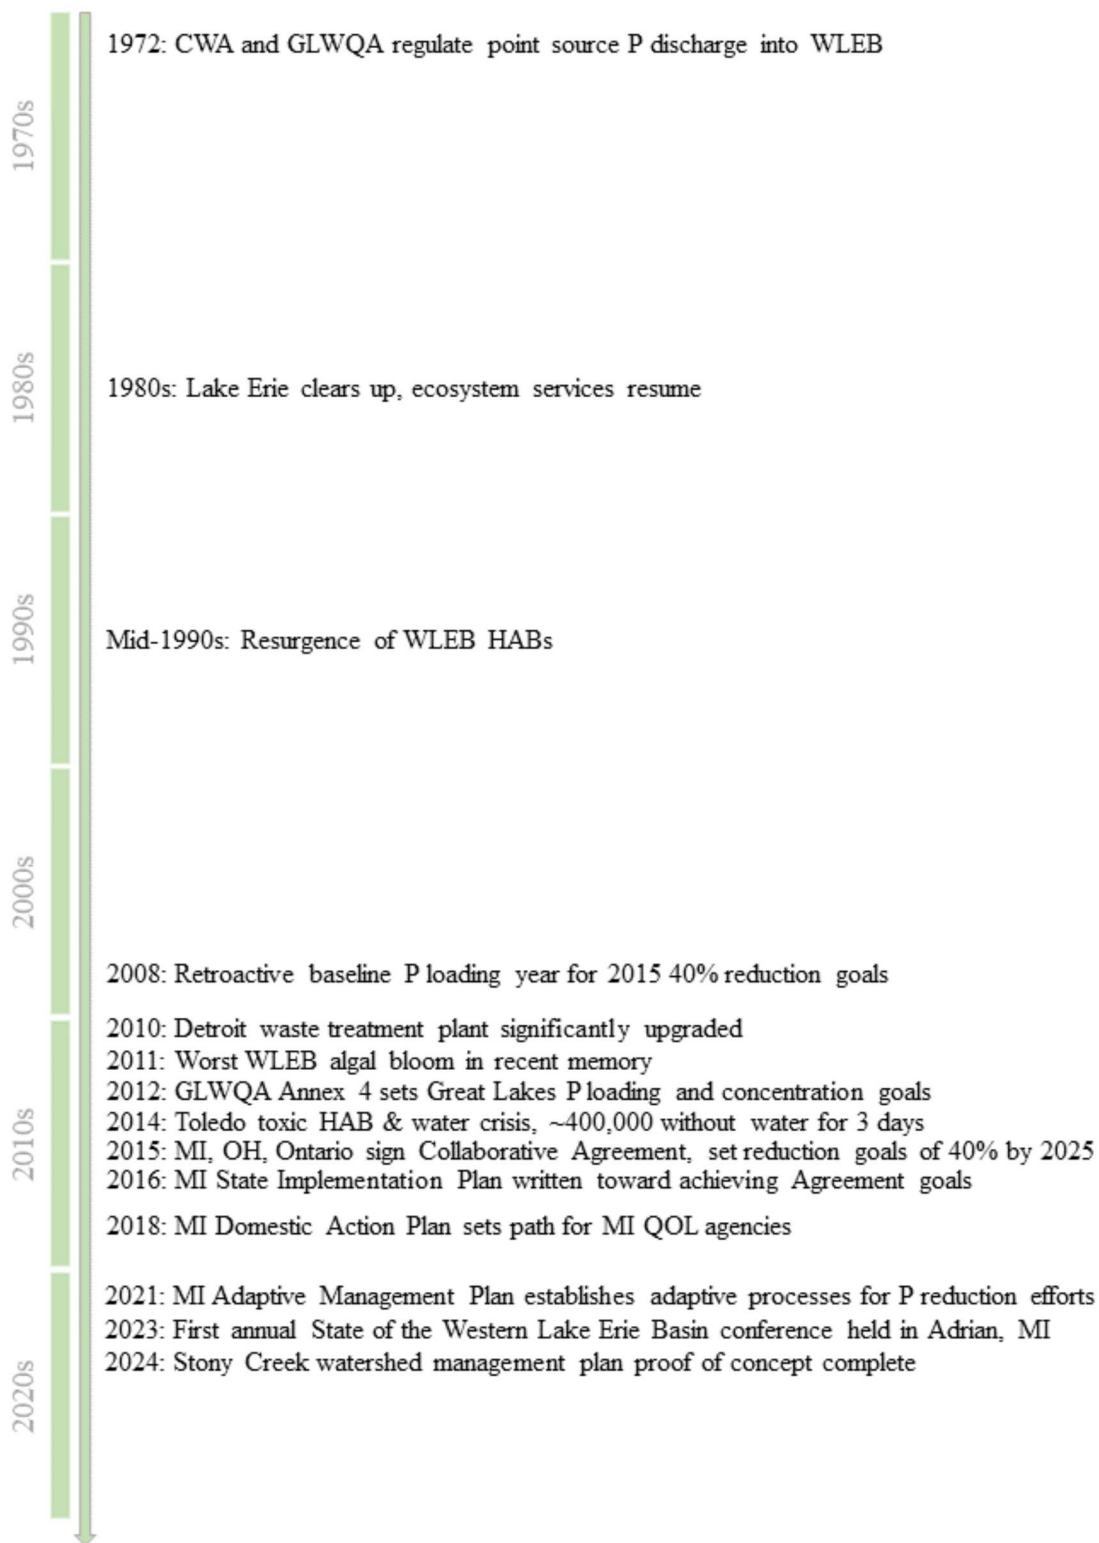 1970s
1972: CWA and GLWQA regulate point source P discharge into WLEB
1980s
1980s: Lake Erie clears up, ecosystem services resume
1990s
Mid-1990s: Resurgence of WLEB HABs
2000s
2008: Retroactive baseline P loading year for 2015 40% reduction goals
2010s
2010: Detroit waste treatment plant significantly upgraded
2011: Worst WLEB algal bloom in recent memory
2012: GLWQA Annex 4 sets Great Lakes P loading and concentration goals
2014: Toledo toxic HAB & water crisis, ~400,000 without water for 3 days
2015: MI, OH, Ontario sign Collaborative Agreement, set reduction goals of 40% by 2025
2016: MI State Implementation Plan written toward achieving Agreement goals
2018: MI Domestic Action Plan sets path for MI QOL agencies
2020s
2021: MI Adaptive Management Plan establishes adaptive processes for P reduction efforts
2023: First annual State of the Western Lake Erie Basin conference held in Adrian, MI
2024: Stony Creek watershed management plan proof of concept complete